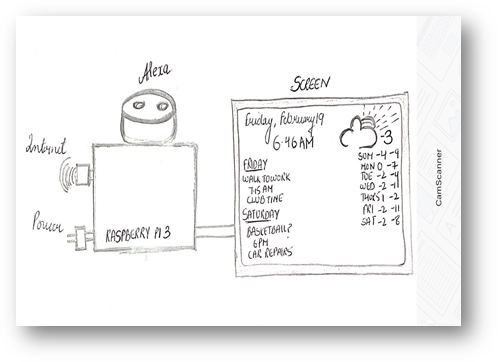 Alexa
SCREEN
Internet
Power
RASPBERRY PI 3
Friday, February 19
6:46 AM
-3
FRIDAY
WALK TO WORK
7:15 AM
CLUB TIME
SATURDAY
BASKETBALL?
6PM
CAR REPAIRS
SUN -4 -9
MON 0 -7
TUE -2 -4
WED -2 -11
THURS 1 -2
FRI -2 -11
SAT -2 -8
CamScanner